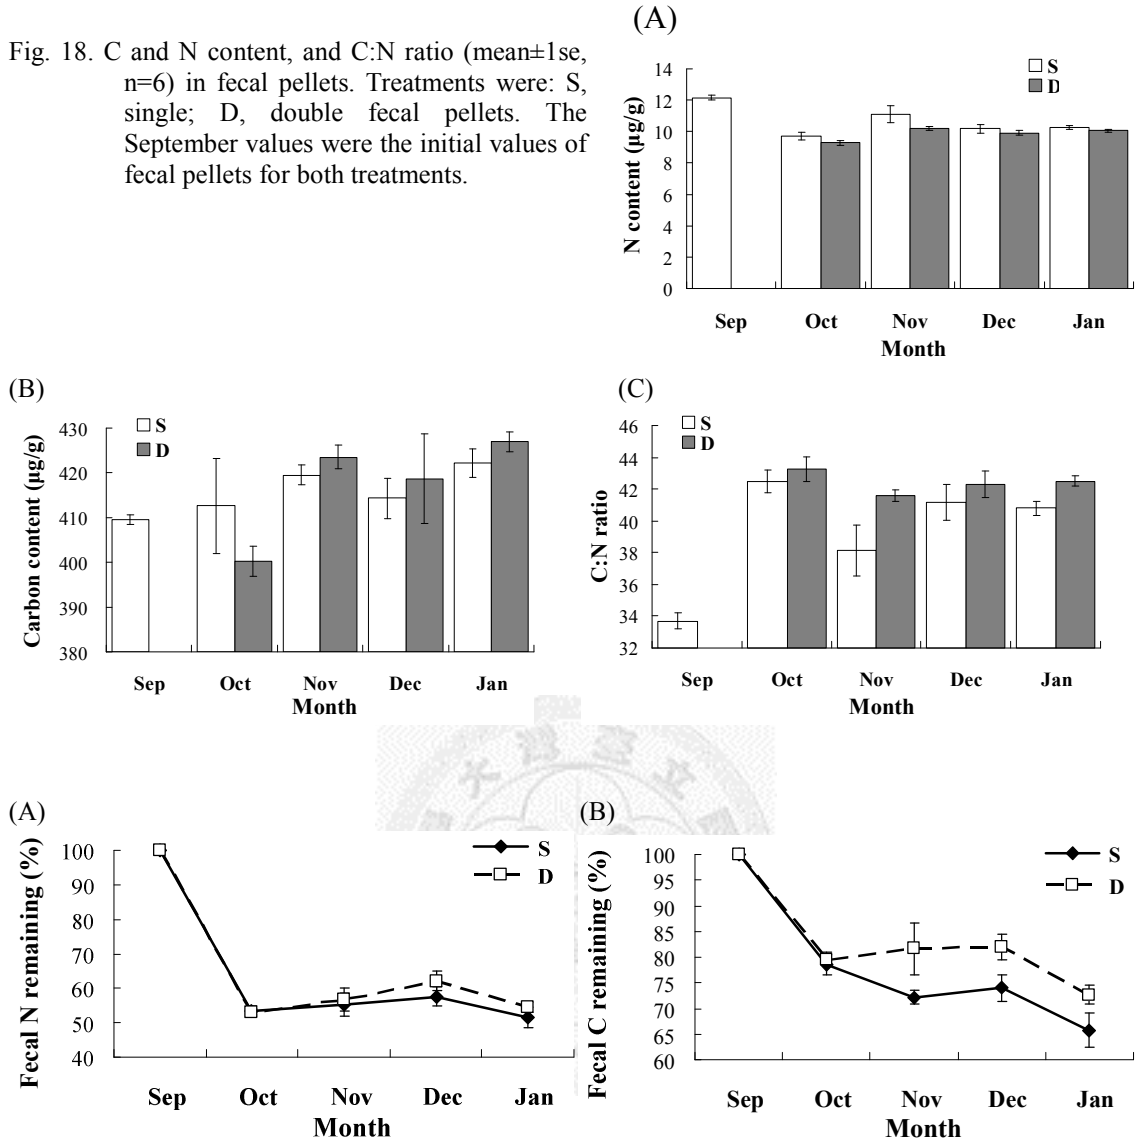 Fig. 18. C and N content, and C:N ratio (mean±1se,
n=6) in fecal pellets. Treatments were: S,
single; D, double fecal pellets. The
September values were the initial values of
fecal pellets for both treatments.
(A)
N content (µg/g)
14
12
10
8
6
4
2
0
S
D
Sep Oct Nov Dec Jan
Month
(B)
Carbon content (µg/g)
430
420
410
400
390
380
S
D
Sep Oct Nov Dec Jan
Month
(C)
C:N ratio
46
44
42
40
38
36
34
32
S
D
Sep Oct Nov Dec Jan
Month
大 灣 臺 立
(A)
Fecal N remaining (%)
100
90
80
70
60
50
40
S
D
Sep Oct Nov Dec Jan
Month
(B)
Fecal C remaining (%)
100
95
90
85
80
75
70
65
60
S
D
Sep Oct Nov Dec Jan
Month